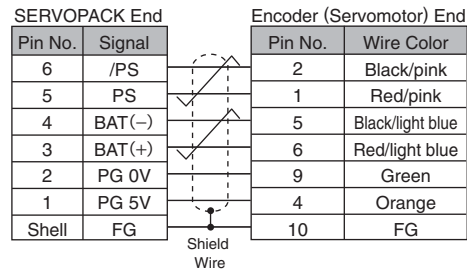 SERVOPACK End Encoder (Servomotor) End
Pin No. Signal Pin No. Wire Color
6 /PS 2 Black/pink
5 PS 1 Red/pink
4 BAT(−) 5 Black/light blue
3 BAT(+) 6 Red/light blue
2 PG 0V 9 Green
1 PG 5V 4 Orange
Shell FG 10 FG
Shield
Wire